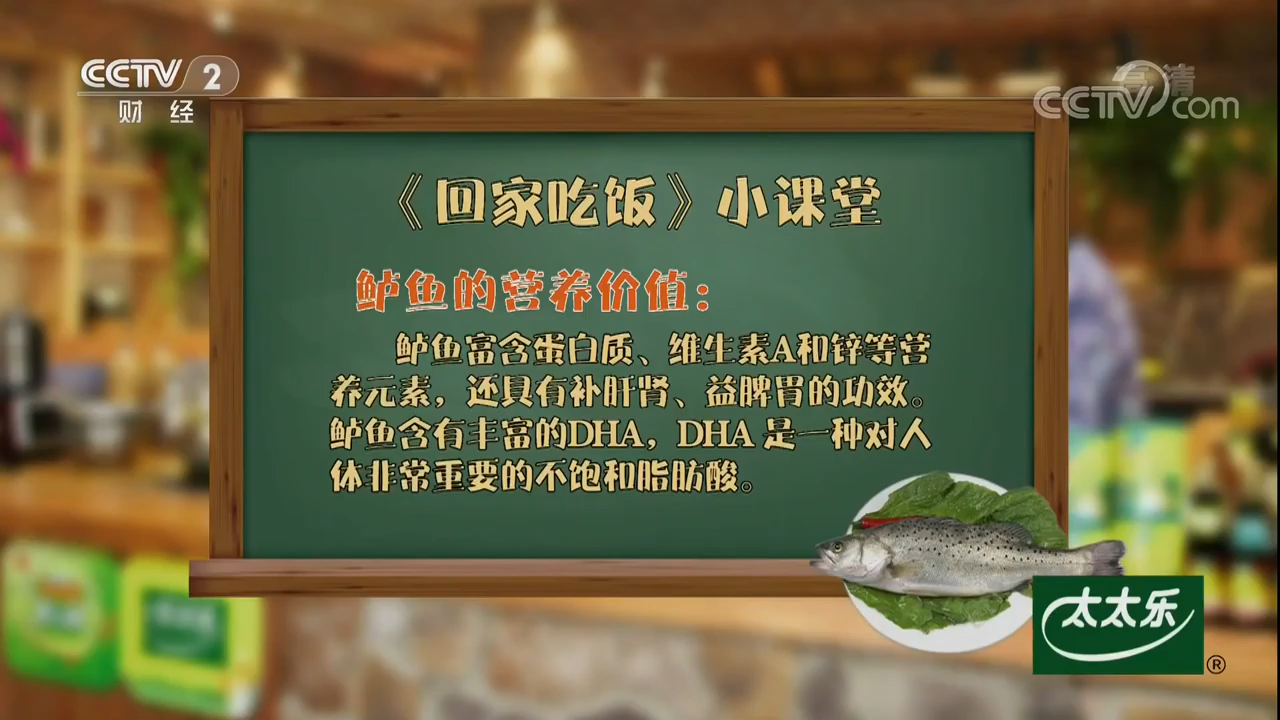 CCTV 2
财经
高清
CCTV.com
《回家吃饭》小课堂
鲈鱼的营养价值：
鲈鱼富含蛋白质、维生素A和锌等营
养元素，还具有补肝肾、益脾胃的功效。
鲈鱼含有丰富的DHA，DHA 是一种对人
体非常重要的不饱和脂肪酸。
太太乐
®